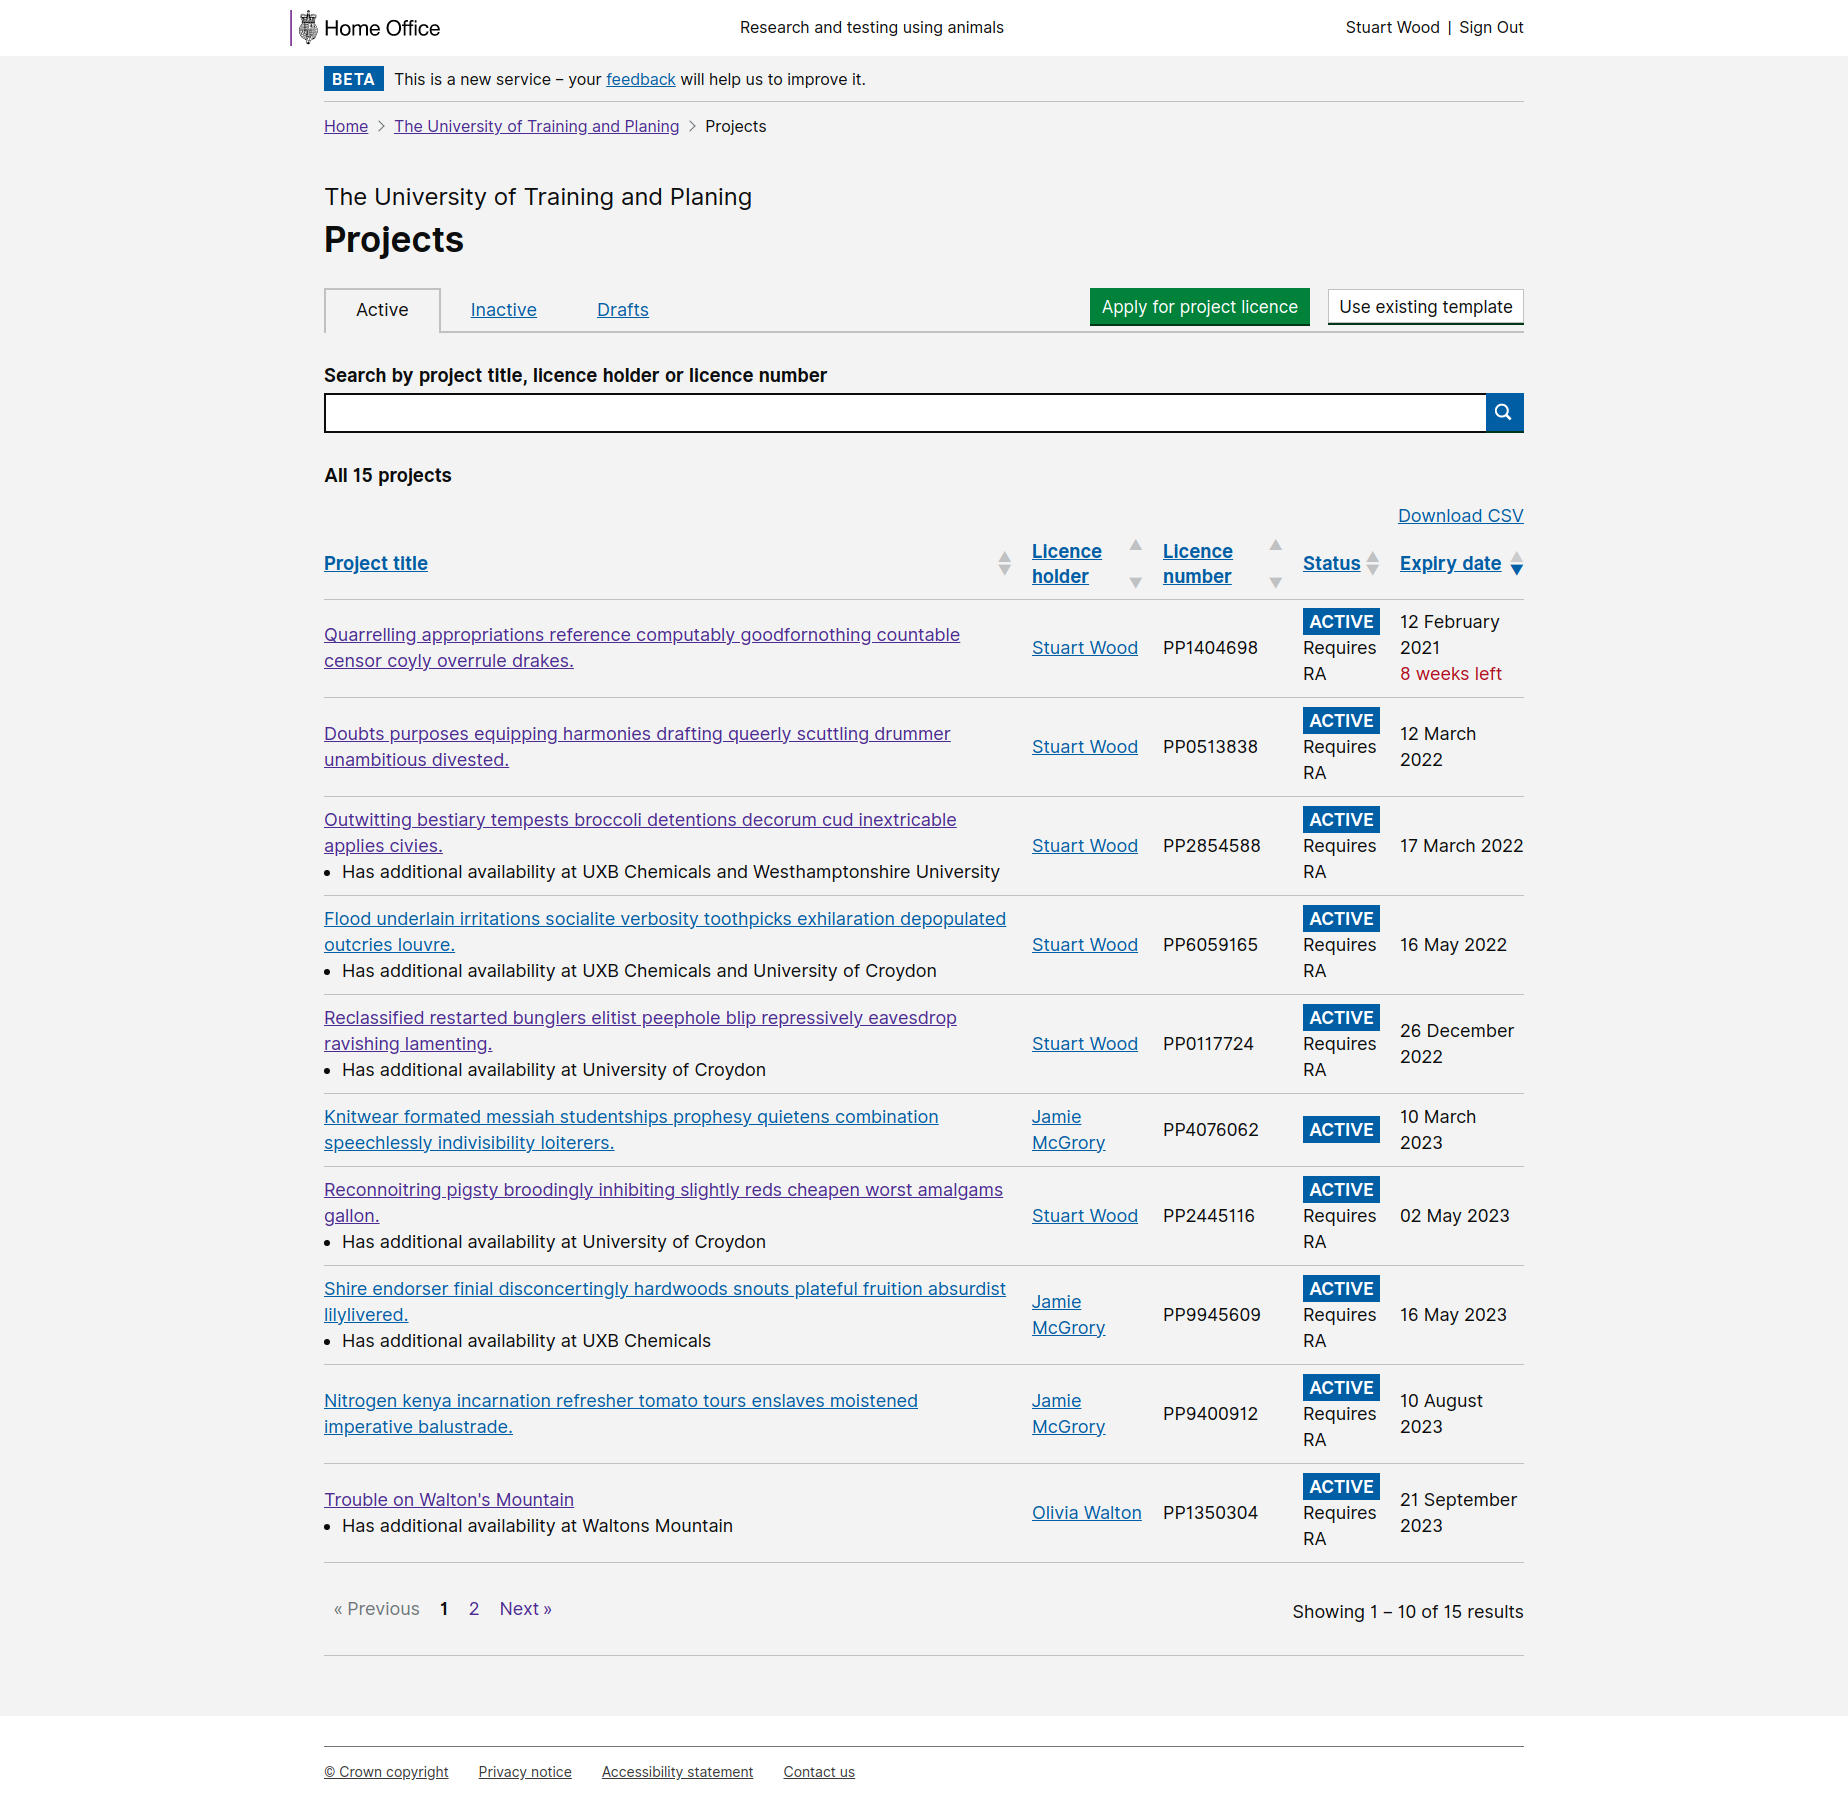 Home Office
Research and testing using animals
Stuart Wood | Sign Out
BETA This is a new service – your feedback will help us to improve it.
Home > The University of Training and Planing > Projects
The University of Training and Planing
Projects
Active Inactive Drafts
Apply for project licence Use existing template
Search by project title, licence holder or licence number
All 15 projects
Download CSV
Project title
Licence
holder
Licence
number
Status
Expiry date
Quarrelling appropriations reference computably goodfornothing countable
censor coyly overrule drakes.
Stuart Wood
PP1404698
ACTIVE
Requires
RA
12 February
2021
8 weeks left
Doubts purposes equipping harmonies drafting queerly scuttling drummer
unambitious divested.
Stuart Wood
PP0513838
ACTIVE
Requires
RA
12 March
2022
Outwitting bestiary tempests broccoli detentions decorum cud inextricable
applies civies.
• Has additional availability at UXB Chemicals and Westhamptonshire University
Stuart Wood
PP2854588
ACTIVE
Requires
RA
17 March 2022
Flood underlain irritations socialite verbosity toothpicks exhilaration depopulated
outcries louvre.
• Has additional availability at UXB Chemicals and University of Croydon
Stuart Wood
PP6059165
ACTIVE
Requires
RA
16 May 2022
Reclassified restarted bunglers elitist peephole blip repressively eavesdrop
ravishing lamenting.
• Has additional availability at University of Croydon
Stuart Wood
PP0117724
ACTIVE
Requires
RA
26 December
2022
Knitwear formated messiah studentships prophesy quietens combination
speechlessly indivisibility loiterers.
Jamie
McGrory
PP4076062
ACTIVE
10 March
2023
Reconnoitring pigsty broodingly inhibiting slightly reds cheapen worst amalgams
gallon.
• Has additional availability at University of Croydon
Stuart Wood
PP2445116
ACTIVE
Requires
RA
02 May 2023
Shire endorser finial disconcertingly hardwoods snouts plateful fruition absurdist
lilylivered.
• Has additional availability at UXB Chemicals
Jamie
McGrory
PP9945609
ACTIVE
Requires
RA
16 May 2023
Nitrogen kenya incarnation refresher tomato tours enslaves moistened
imperative balustrade.
Jamie
McGrory
PP9400912
ACTIVE
Requires
RA
10 August
2023
Trouble on Walton's Mountain
• Has additional availability at Waltons Mountain
Olivia Walton
PP1350304
ACTIVE
Requires
RA
21 September
2023
« Previous 1 2 Next »
Showing 1 – 10 of 15 results
© Crown copyright Privacy notice Accessibility statement Contact us